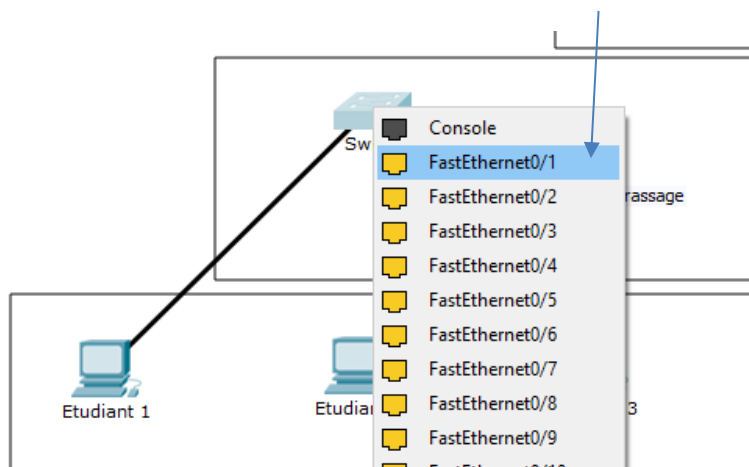 Console
Sw
FastEthernet0/1
FastEthernet0/2
rassage
FastEthernet0/3
FastEthernet0/4
FastEthernet0/5
FastEthernet0/6
FastEthernet0/7
FastEthernet0/8
Etudiant 1
Etudia
3
FastEthernet0/9